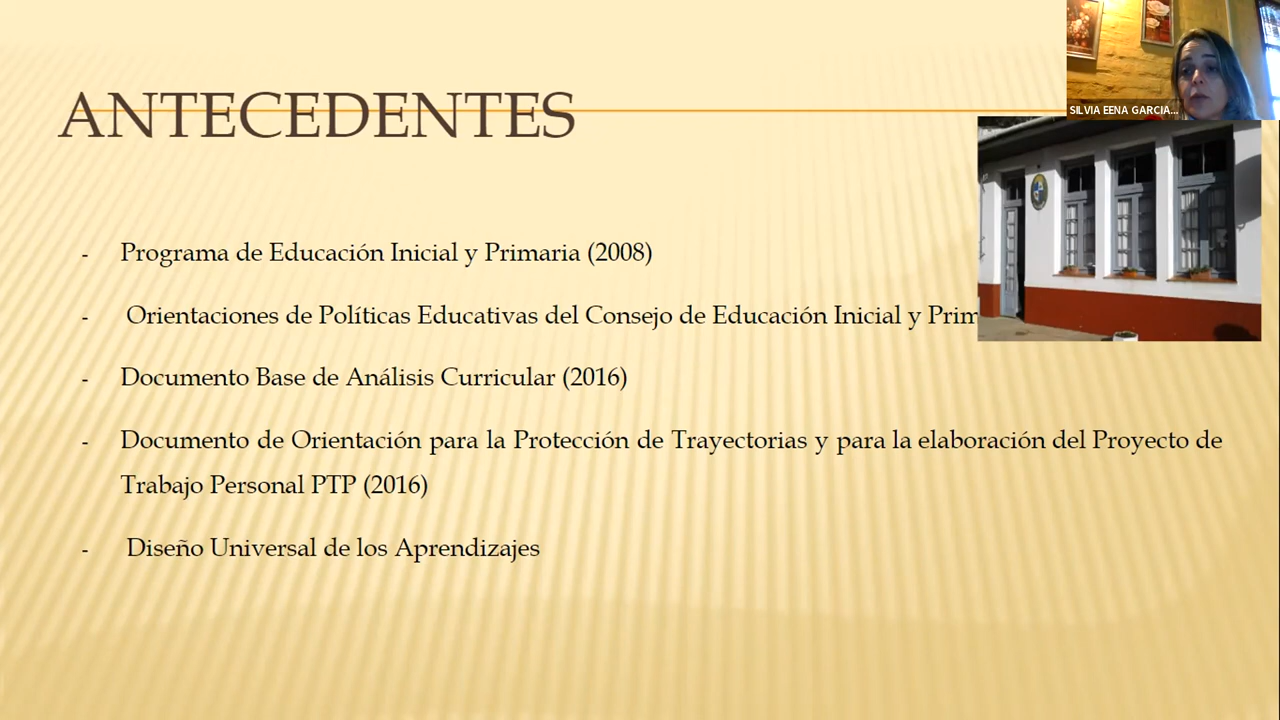 SILVIA EENA GARCIA...
ANTECEDENTES
- Programa de Educación Inicial y Primaria (2008)
- Orientaciones de Políticas Educativas del Consejo de Educación Inicial y Prim
- Documento Base de Análisis Curricular (2016)
- Documento de Orientación para la Protección de Trayectorias y para la elaboración del Proyecto de
Trabajo Personal PTP (2016)
- Diseño Universal de los Aprendizajes